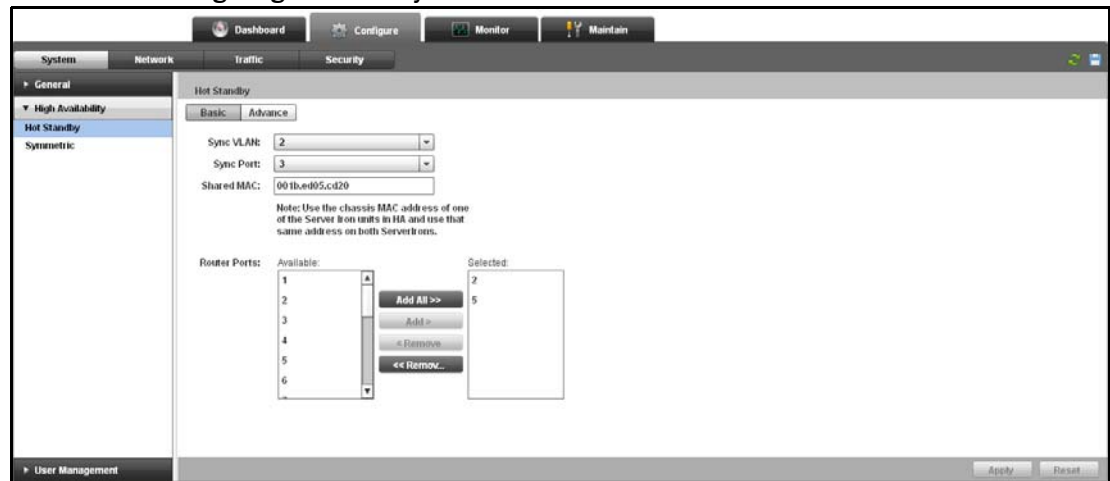 Dashboard Configure Monitor Maintain
System Network Traffic Security
General
High Availability
Hot Standby
Symmetric
User Management
Hot Standby
Basic Advance
Sync VLAN: 2
Sync Port: 3
Shared MAC: 001b.ed05.cd20
Note: Use the chassis MAC address of one
of the Server Iron units in HA and use that
same address on both ServerIrons.
Router Ports: Available: Selected:
1 2
2 Add All >> 5
3 Add >
4 < Remove
5 << Remov...
6
Apply Reset